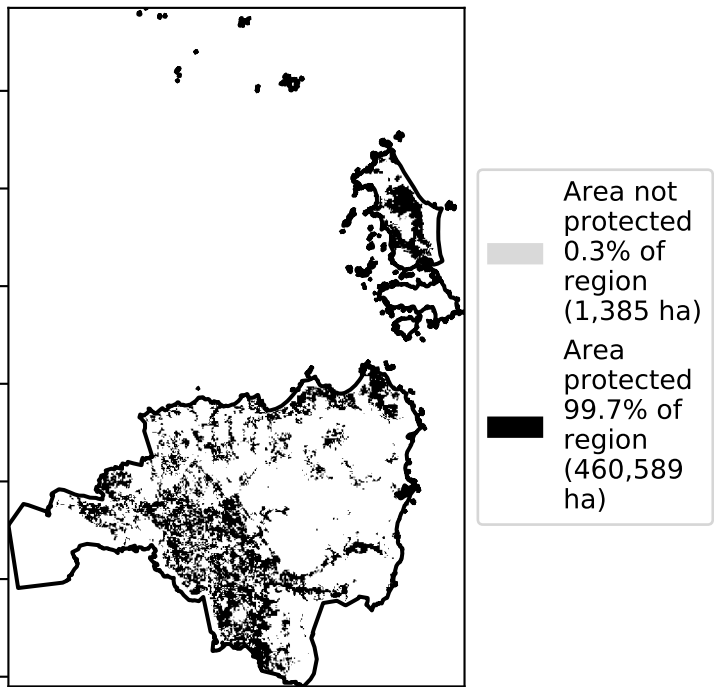 Area not
protected
0.3% of
region
(1,385 ha)
Area
protected
99.7% of
region
(460,589
ha)